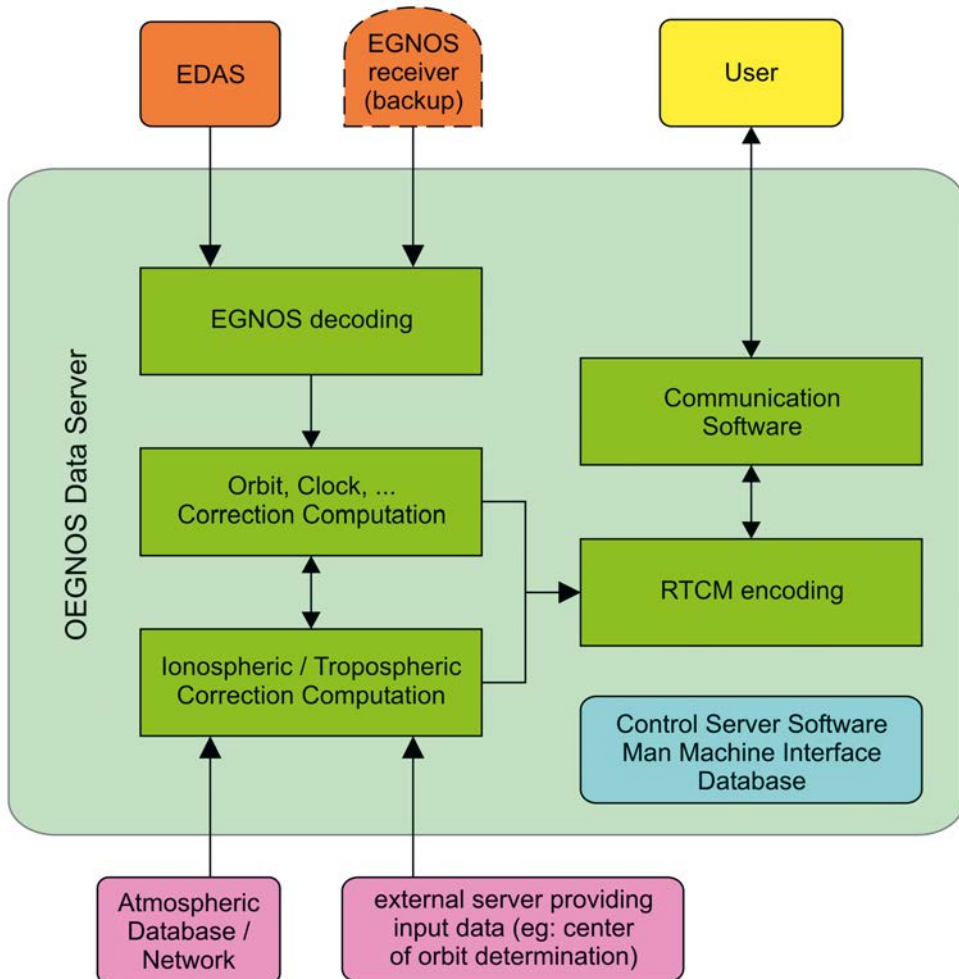 EDAS
EGNOS
receiver
(backup)
User
OEGNOS Data Server
EGNOS decoding
Orbit, Clock, ...
Correction Computation
Ionospheric / Tropospheric
Correction Computation
Communication
Software
RTCM encoding
Control Server Software
Man Machine Interface
Database
Atmospheric
Database /
Network
external server providing
input data (eg: center
of orbit determination)